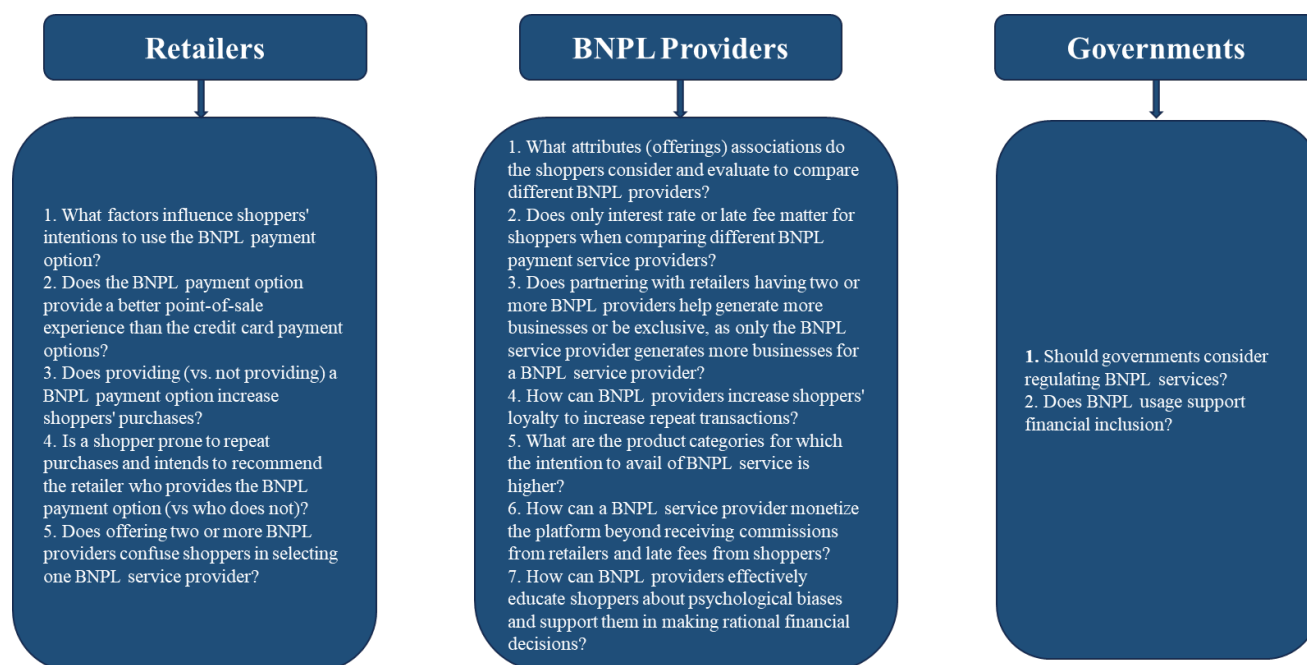 Retailers
1. What factors influence shoppers'
intentions to use the BNPL payment
option?
2. Does the BNPL payment option
provide a better point-of-sale
experience than the credit card payment
options?
3. Does providing (vs. not providing) a
BNPL payment option increase
shoppers' purchases?
4. Is a shopper prone to repeat
purchases and intends to recommend
the retailer who provides the BNPL
payment option (vs who does not)?
5. Does offering two or more BNPL
providers confuse shoppers in selecting
one BNPL service provider?
BNPL Providers
1. What attributes (offerings) associations do
the shoppers consider and evaluate to compare
different BNPL providers?
2. Does only interest rate or late fee matter for
shoppers when comparing different BNPL
payment service providers?
3. Does partnering with retailers having two or
more BNPL providers help generate more
businesses or be exclusive, as only the BNPL
service provider generates more businesses for
a BNPL service provider?
4. How can BNPL providers increase shoppers'
loyalty to increase repeat transactions?
5. What are the product categories for which
the intention to avail of BNPL service is
higher?
6. How can a BNPL service provider monetize
the platform beyond receiving commissions
from retailers and late fees from shoppers?
7. How can BNPL providers effectively
educate shoppers about psychological biases
and support them in making rational financial
decisions?
Governments
1. Should governments consider
regulating BNPL services?
2. Does BNPL usage support
financial inclusion?